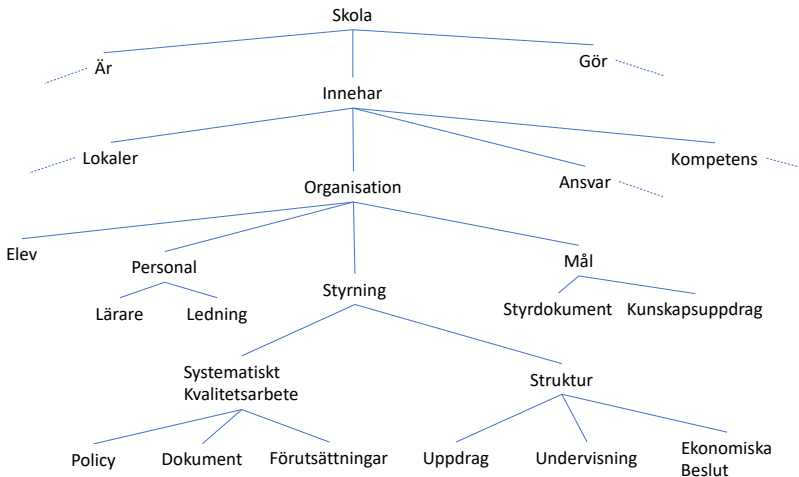 Skola
Är
Gör
Innehar
Lokaler
Kompetens
Organisation
Ansvar
Elev
Personal
Mål
Styrning
Lärare
Ledning
Styrdokument
Kunskapsuppdrag
Systematiskt
Kvalitetsarbete
Struktur
Policy
Dokument
Förutsättningar
Uppdrag
Undervisning
Ekonomiska
Beslut